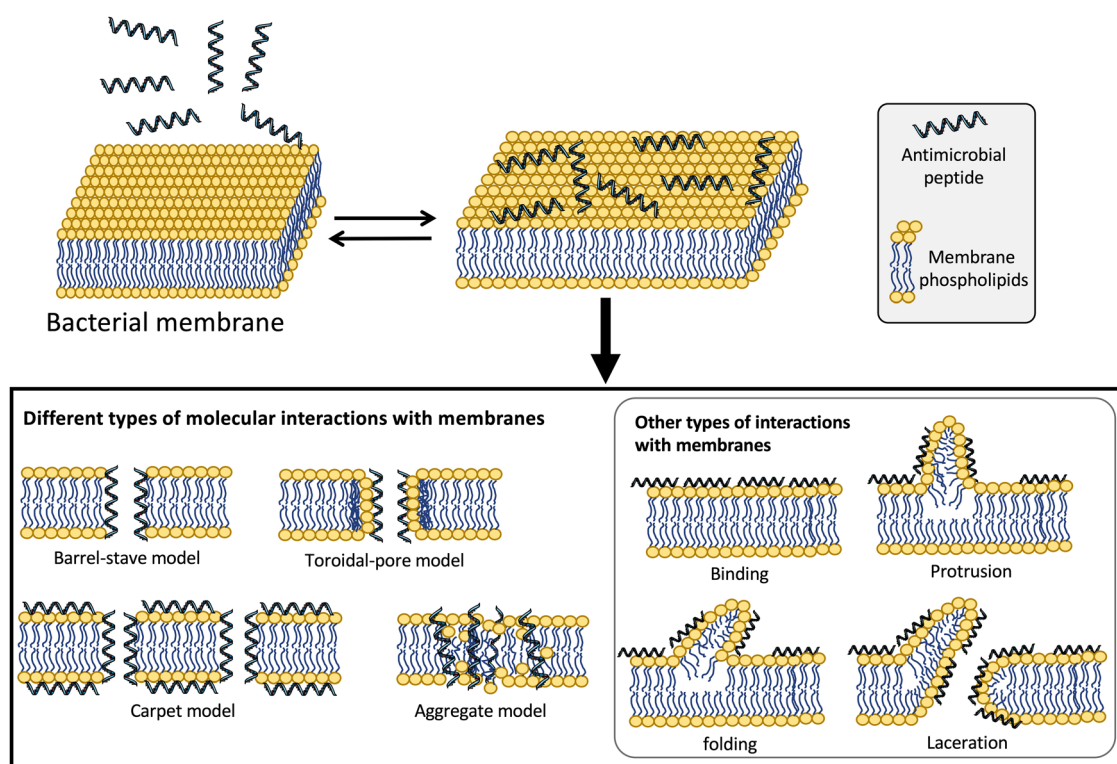 Antimicrobial
peptide
Membrane
phospholipids
Bacterial membrane
Different types of molecular interactions with membranes
Other types of interactions
with membranes
Barrel-stave model
Toroidal-pore model
Binding
Protrusion
Carpet model
Aggregate model
folding
Laceration